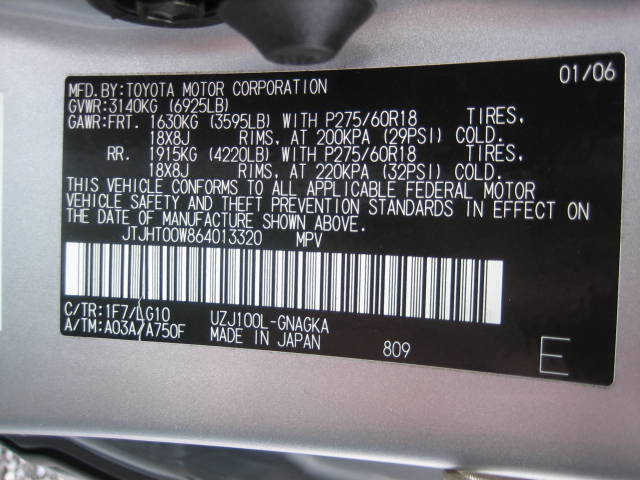 MFD. BY: TOYOTA MOTOR CORPORATION 01/06
GVWR: 3140KG (6925LB)
GAWR: FRT. 1630KG (3595LB) WITH P275/60R18 TIRES,
18X8J RIMS, AT 200KPA (29PSI) COLD.
RR. 1915KG (4220LB) WITH P275/60R18 TIRES,
18X8J RIMS, AT 220KPA (32PSI) COLD.
THIS VEHICLE CONFORMS TO ALL APPLICABLE FEDERAL MOTOR
VEHICLE SAFETY AND THEFT PREVENTION STANDARDS IN EFFECT ON
THE DATE OF MANUFACTURE SHOWN ABOVE.
JTJHT00W864013320 MPV
C/TR: 1F7/LG10 UZJ100L-GNAGKA
A/TM: A03A/A750F MADE IN JAPAN 809 E